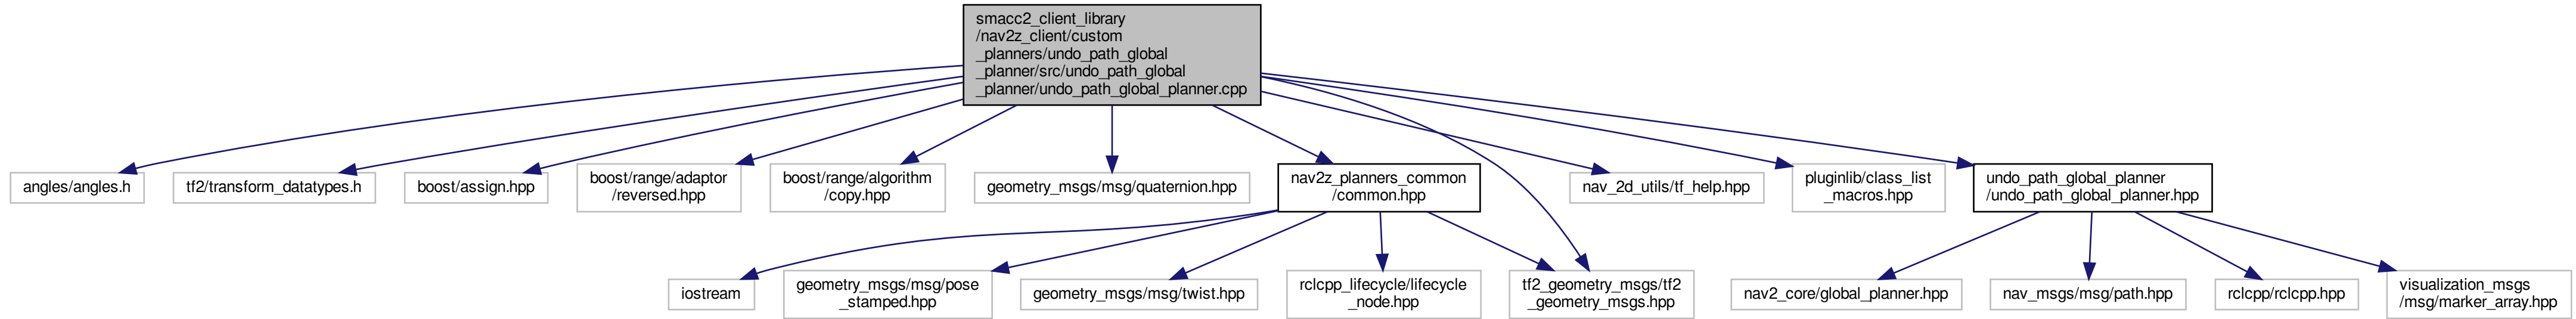 smacc2_client_library
/nav2z_client/custom
_planners/undo_path_global
_planner/src/undo_path_global
_planner/undo_path_global_planner.cpp
angles/angles.h
tf2/transform_datatypes.h
boost/assign.hpp
boost/range/adaptor
/reversed.hpp
boost/range/algorithm
/copy.hpp
geometry_msgs/msg/quaternion.hpp
nav2z_planners_common
/common.hpp
nav_2d_utils/tf_help.hpp
pluginlib/class_list
_macros.hpp
undo_path_global_planner
/undo_path_global_planner.hpp
iostream
geometry_msgs/msg/pose
_stamped.hpp
geometry_msgs/msg/twist.hpp
rclcpp_lifecycle/lifecycle
_node.hpp
tf2_geometry_msgs/tf2
_geometry_msgs.hpp
nav2_core/global_planner.hpp
nav_msgs/msg/path.hpp
rclcpp/rclcpp.hpp
visualization_msgs
/msg/marker_array.hpp